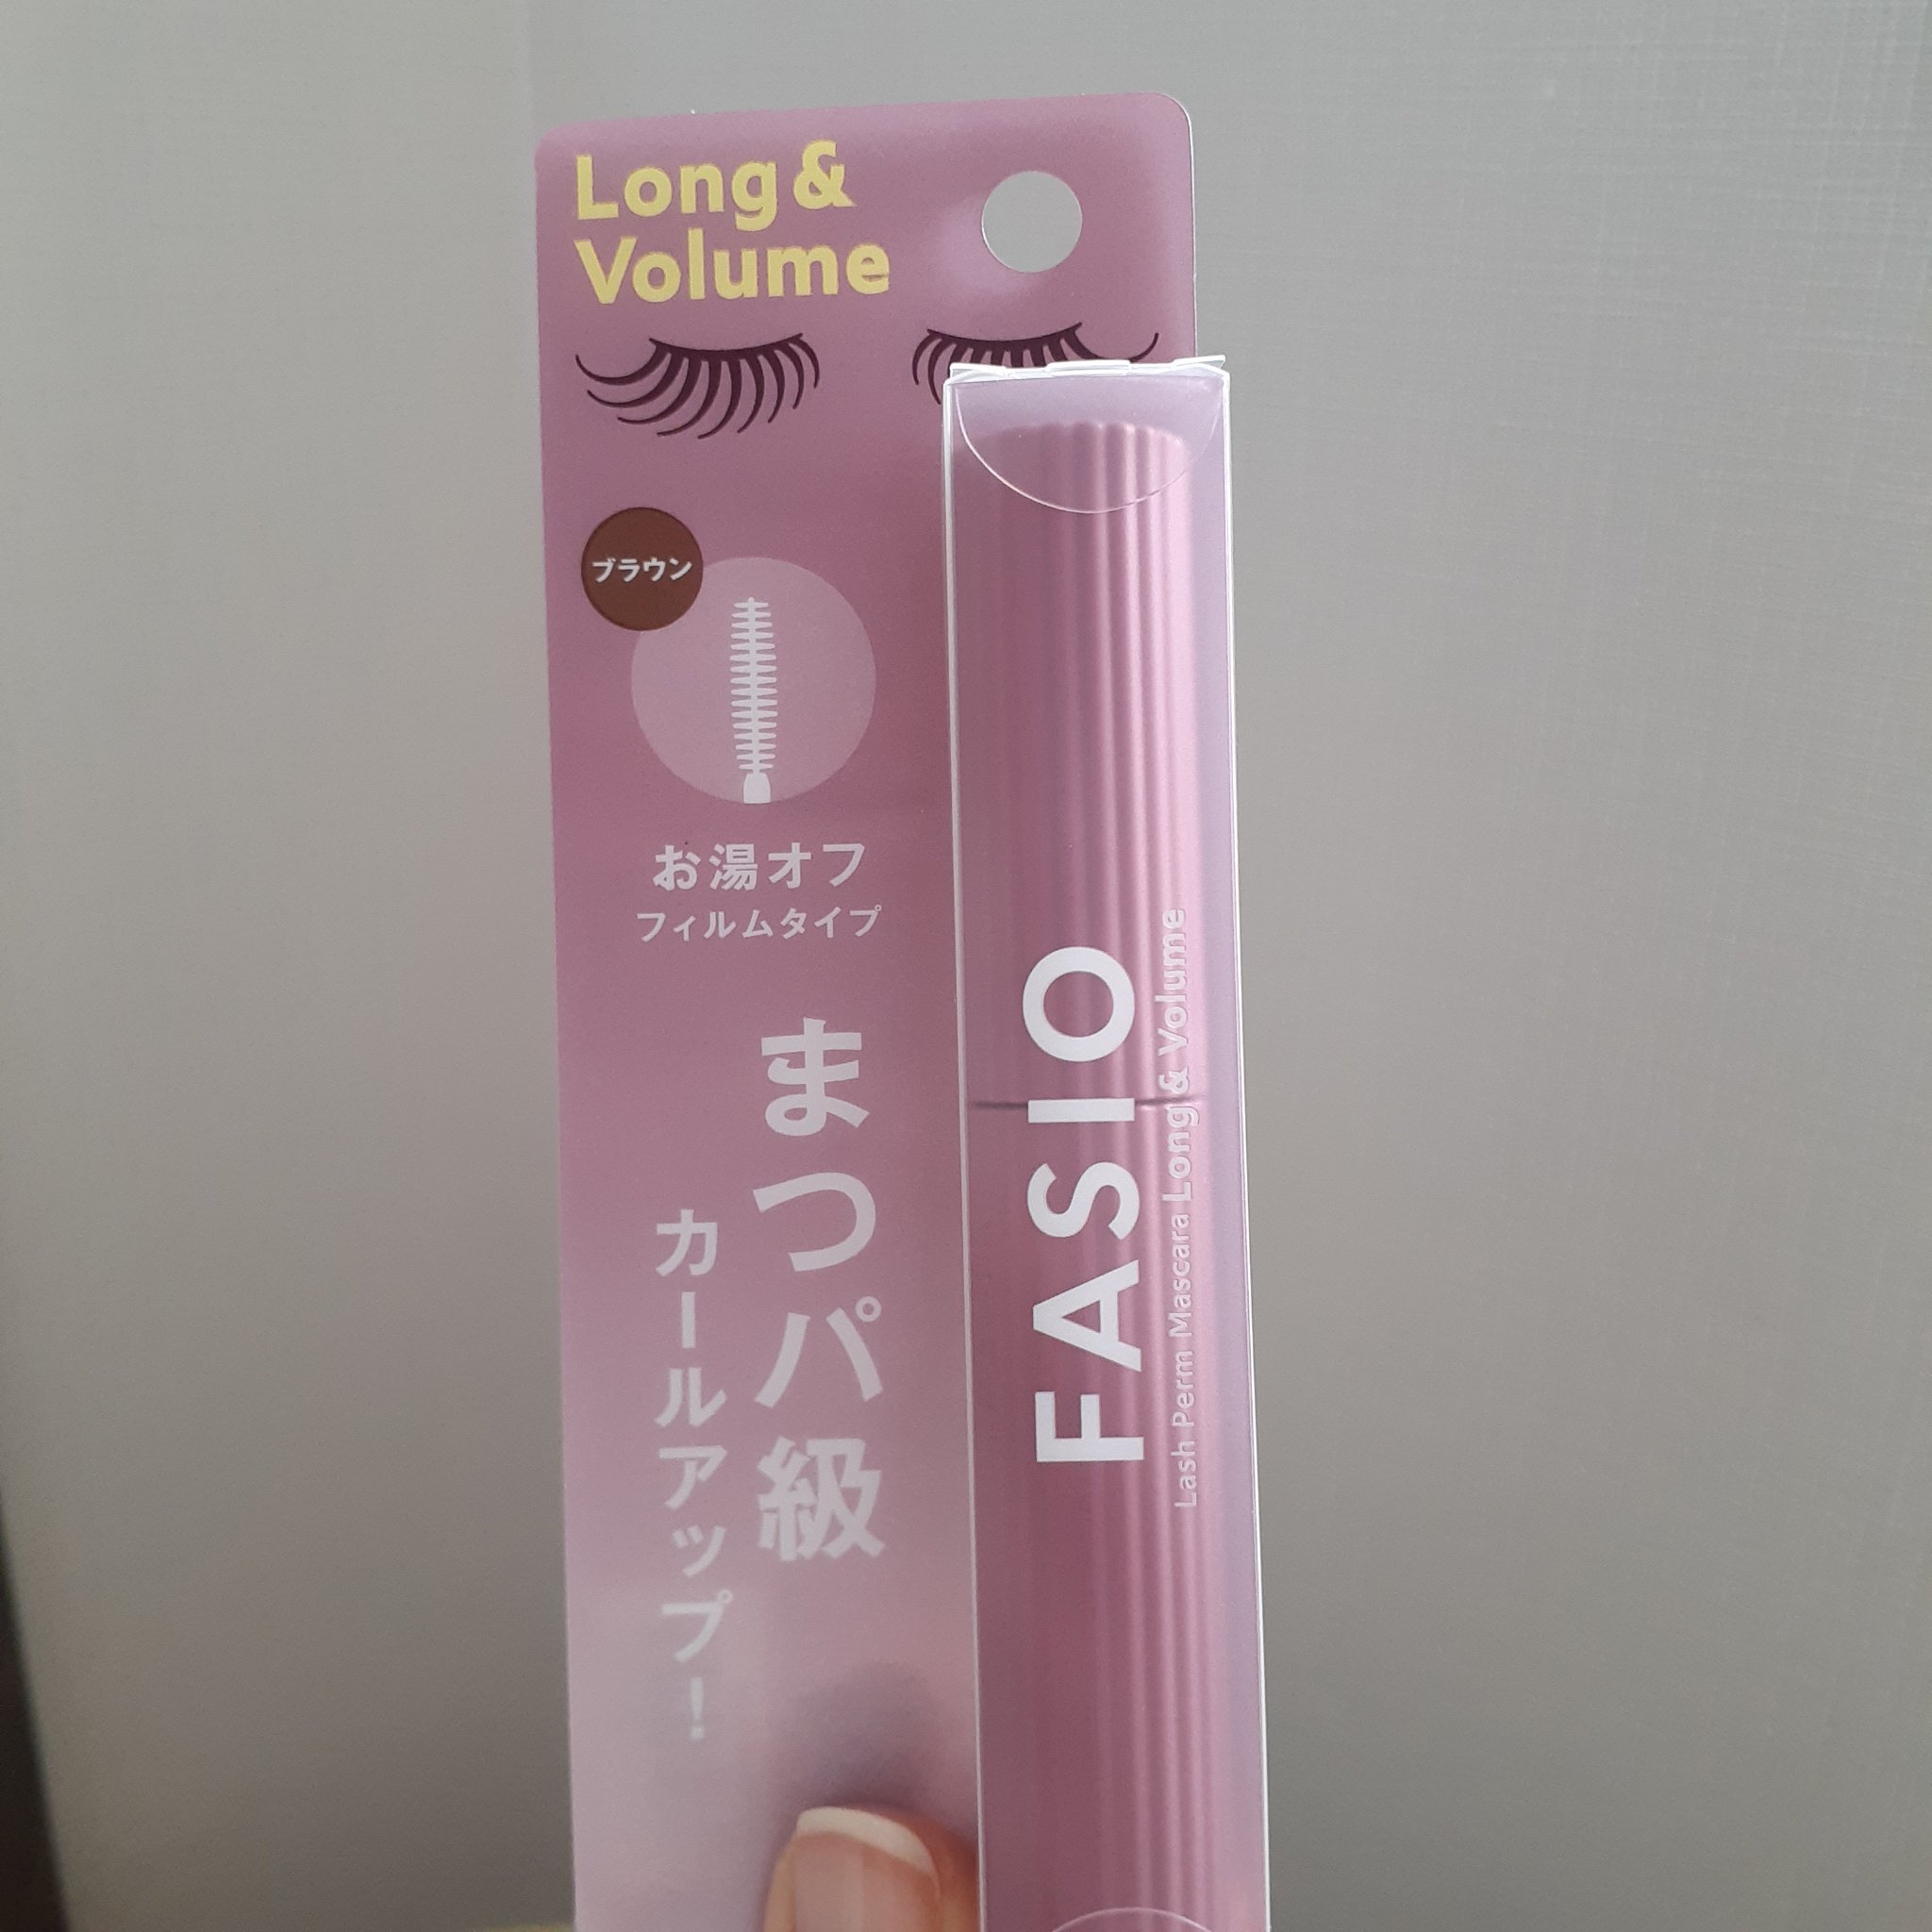 Long &
Volume
ブラウン
お湯オフ
フィルムタイプ
まつパ級
カールアップ！
FASIO
Lash Perm Mascara Long & Volume